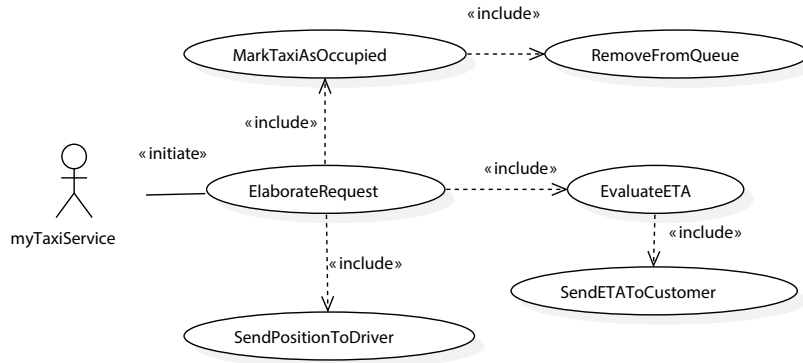 «include»
MarkTaxiAsOccupied
RemoveFromQueue
«include»
«initiate»
«include»
ElaborateRequest
EvaluateETA
myTaxiService
«include»
«include»
SendETAToCustomer
SendPositionToDriver